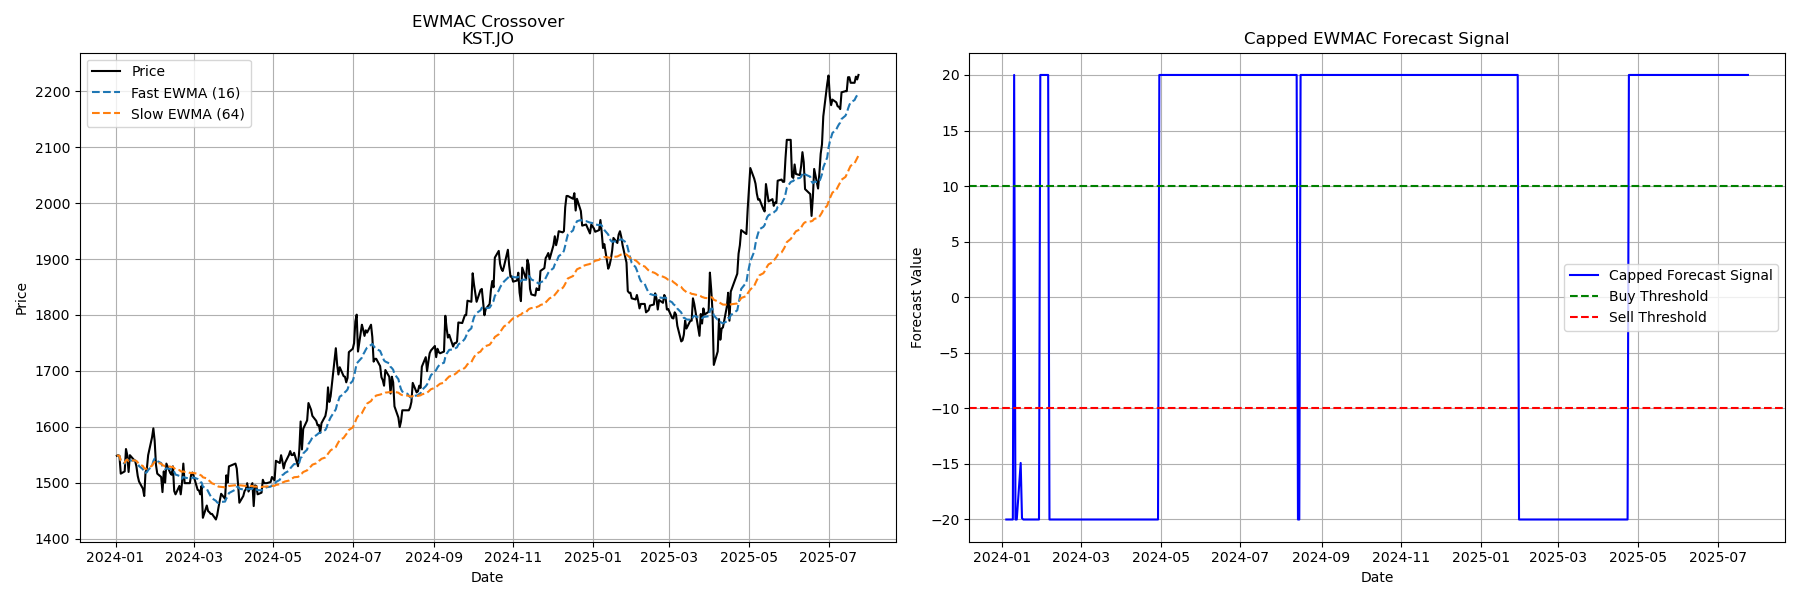 EWMAC Crossover
KST.JO
Price
Fast EWMA (16)
Slow EWMA (64)
2200
2100
2000
1900
1800
1700
1600
1500
1400
Price
2024-01
2024-03
2024-05
2024-07
2024-09
2024-11
2025-01
2025-03
2025-05
2025-07
Date
Capped EWMAC Forecast Signal
20
15
10
5
0
−5
−10
−15
−20
Forecast Value
Capped Forecast Signal
Buy Threshold
Sell Threshold
2024-01
2024-03
2024-05
2024-07
2024-09
2024-11
2025-01
2025-03
2025-05
2025-07
Date